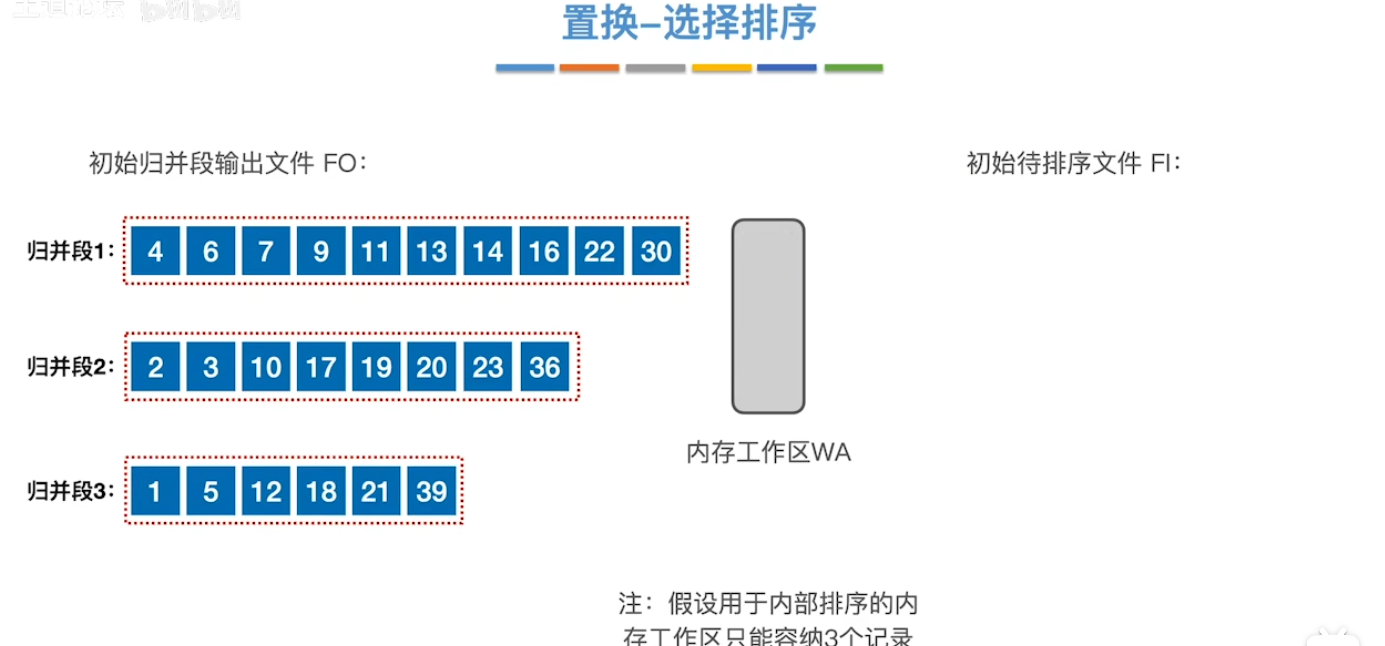 置换–选择排序
初始归并段输出文件 FO：
初始待排序文件 FI：
归并段1： 4 6 7 9 11 13 14 16 22 30
归并段2： 2 3 10 17 19 20 23 36
归并段3： 1 5 12 18 21 39
内存工作区WA
注：假设用于内部排序的内
存工作区只能容纳3个记录